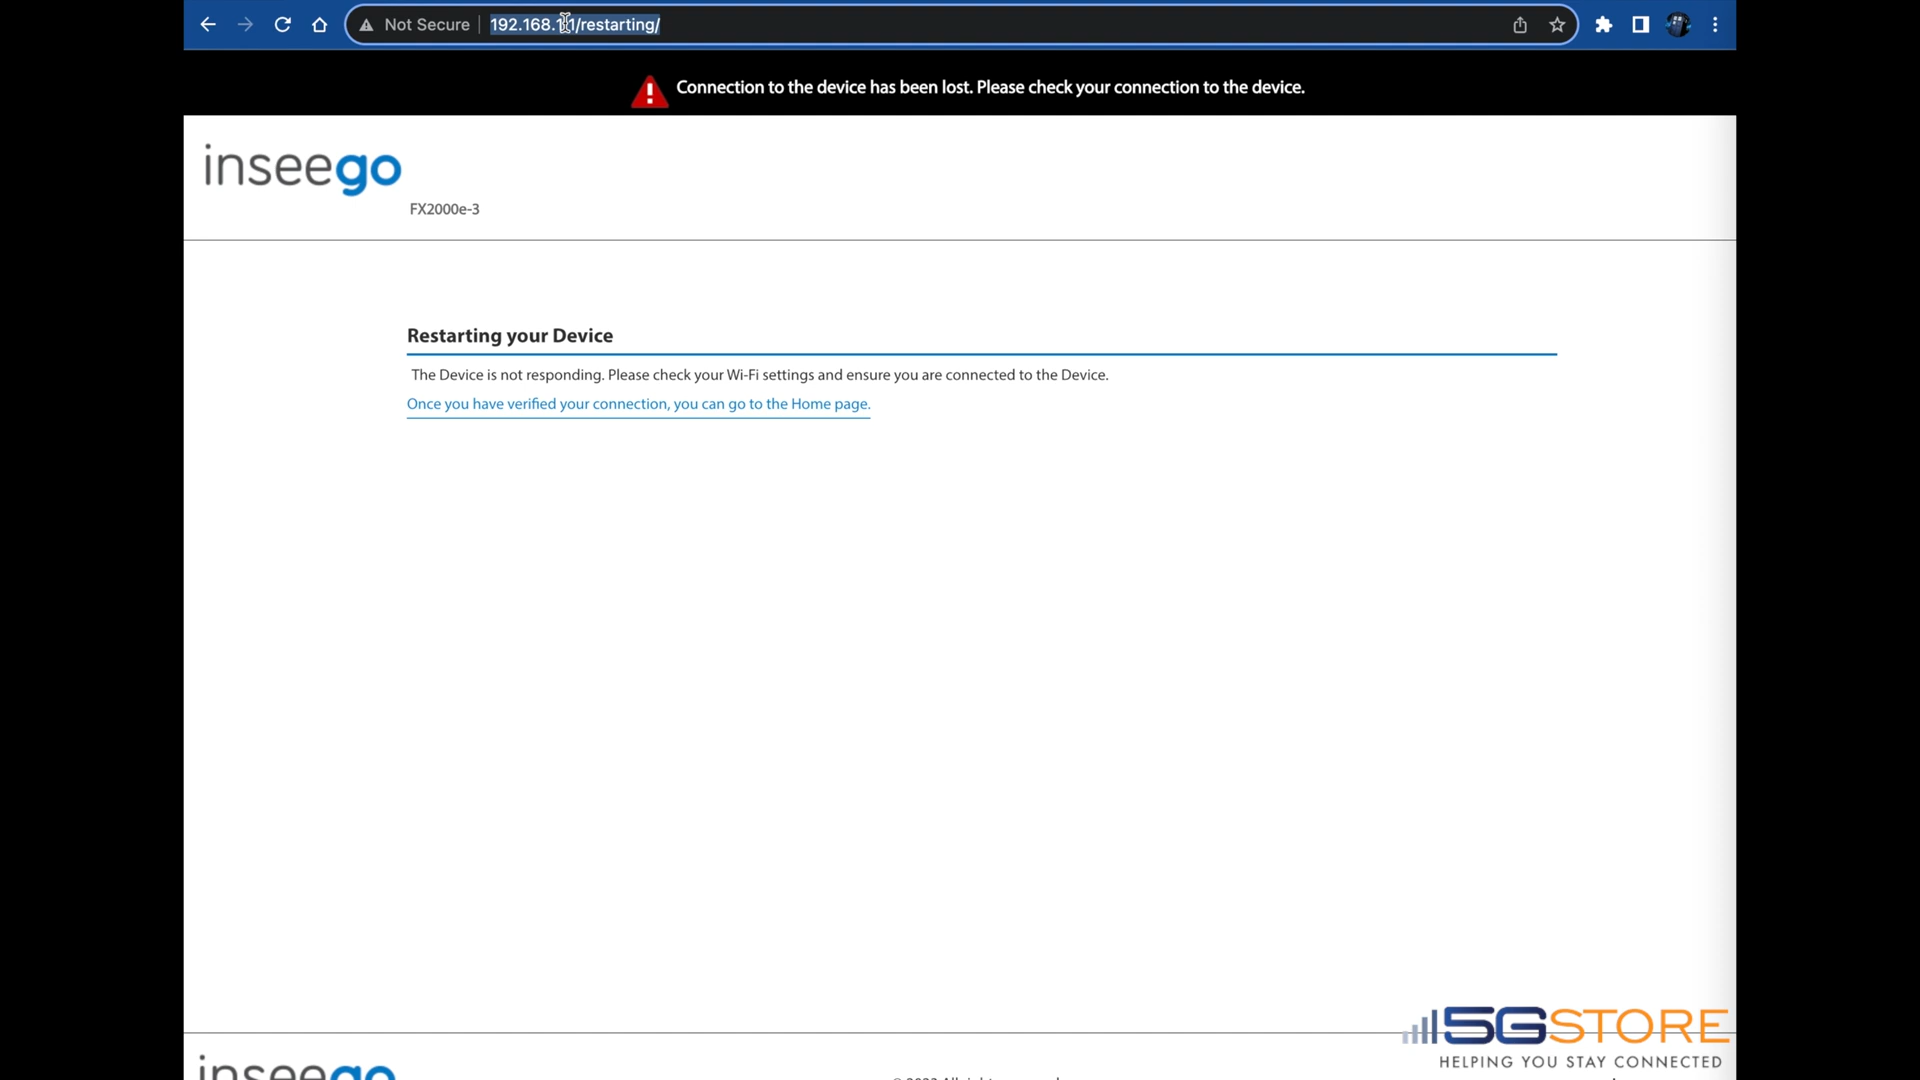 Not Secure 192.168.1.1/restarting/
Connection to the device has been lost. Please check your connection to the device.
inseego
FX2000e-3
Restarting your Device
The Device is not responding. Please check your Wi-Fi settings and ensure you are connected to the Device.
Once you have verified your connection, you can go to the Home page.
5GSTORE
HELPING YOU STAY CONNECTED
inseego